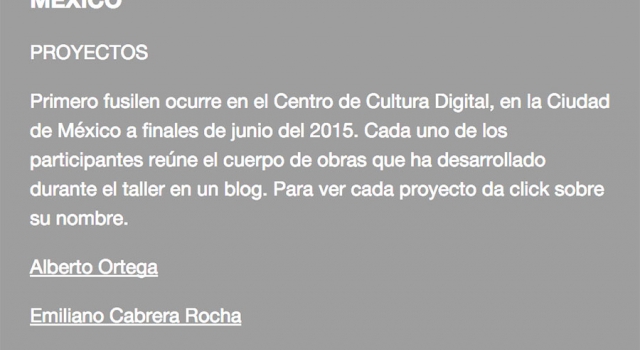 MÉXICO
PROYECTOS
Primero fusilen ocurre en el Centro de Cultura Digital, en la Ciudad
de México a finales de junio del 2015. Cada uno de los
participantes reúne el cuerpo de obras que ha desarrollado
durante el taller en un blog. Para ver cada proyecto da click sobre
su nombre.
Alberto Ortega
Emiliano Cabrera Rocha